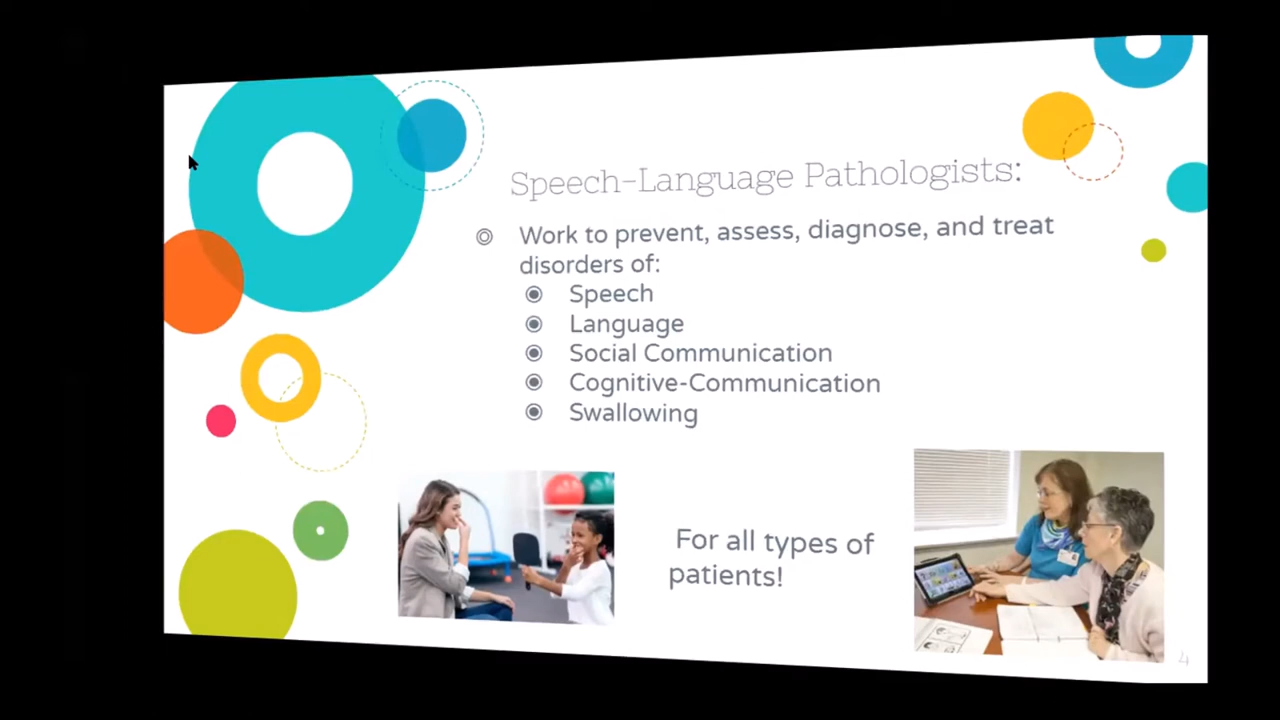 Speech-Language Pathologists:
Work to prevent, assess, diagnose, and treat
disorders of:
Speech
Language
Social Communication
Cognitive-Communication
Swallowing
For all types of
patients!
4